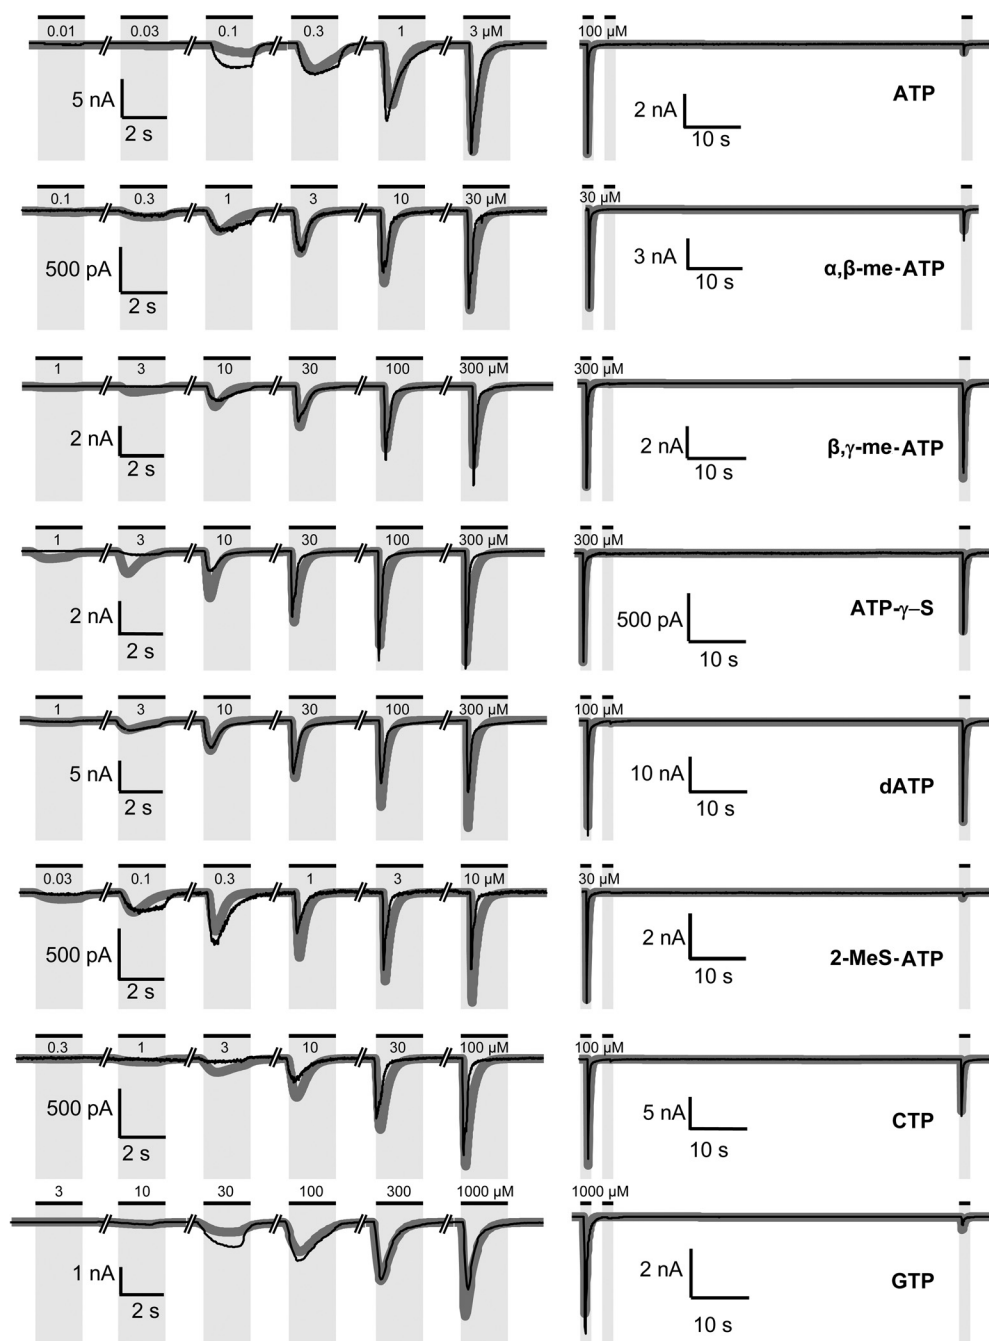 0.01 0.03 0.1 0.3 1 3 μM 100 μM
5 nA 2 nA ATP
2 s 10 s
0.1 0.3 1 3 10 30 μM 30 μM
500 pA 3 nA α,β-me-ATP
2 s 10 s
1 3 10 30 100 300 μM 300 μM
2 nA 2 nA β,γ-me-ATP
2 s 10 s
1 3 10 30 100 300 μM 300 μM
2 nA 500 pA ATP-γ–S
2 s 10 s
1 3 10 30 100 300 μM 100 μM
5 nA 10 nA dATP
2 s 10 s
0.03 0.1 0.3 1 3 10 μM 30 μM
500 pA 2 nA 2-MeS-ATP
2 s 10 s
0.3 1 3 10 30 100 μM 100 μM
500 pA 5 nA CTP
2 s 10 s
3 10 30 100 300 1000 μM 1000 μM
1 nA 2 nA GTP
2 s 10 s